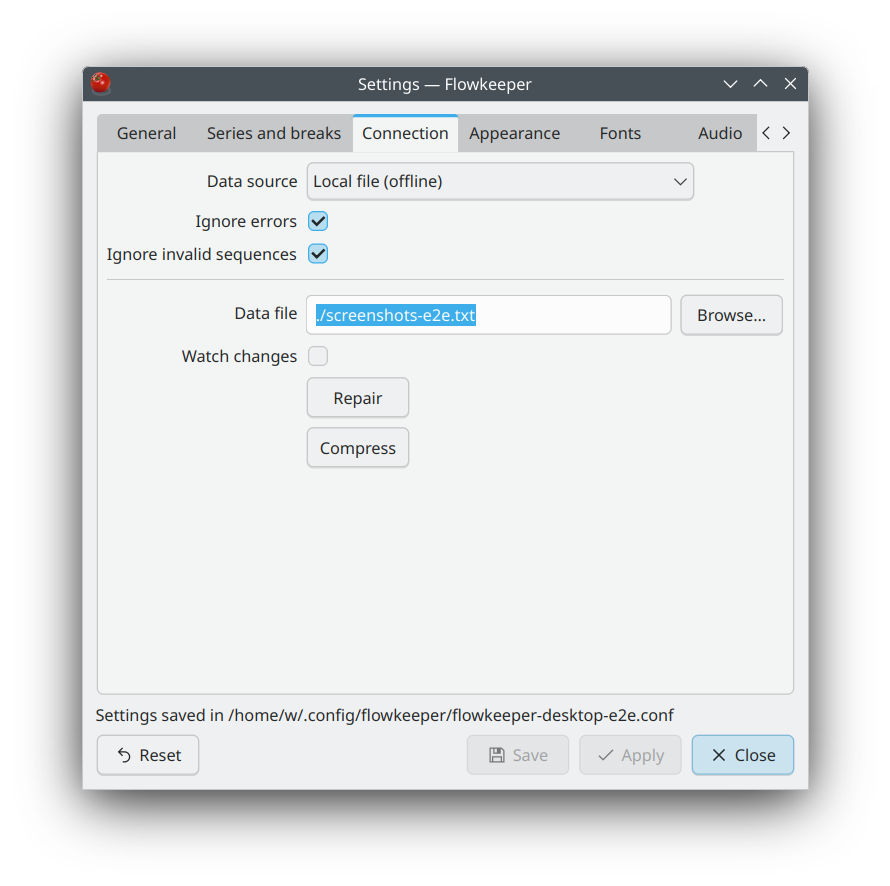 Settings — Flowkeeper
General Series and breaks Connection Appearance Fonts Audio
Data source Local file (offline)
Ignore errors
Ignore invalid sequences
Data file ./screenshots-e2e.txt Browse...
Watch changes
Repair
Compress
Settings saved in /home/w/.config/flowkeeper/flowkeeper-desktop-e2e.conf
Reset Save Apply Close